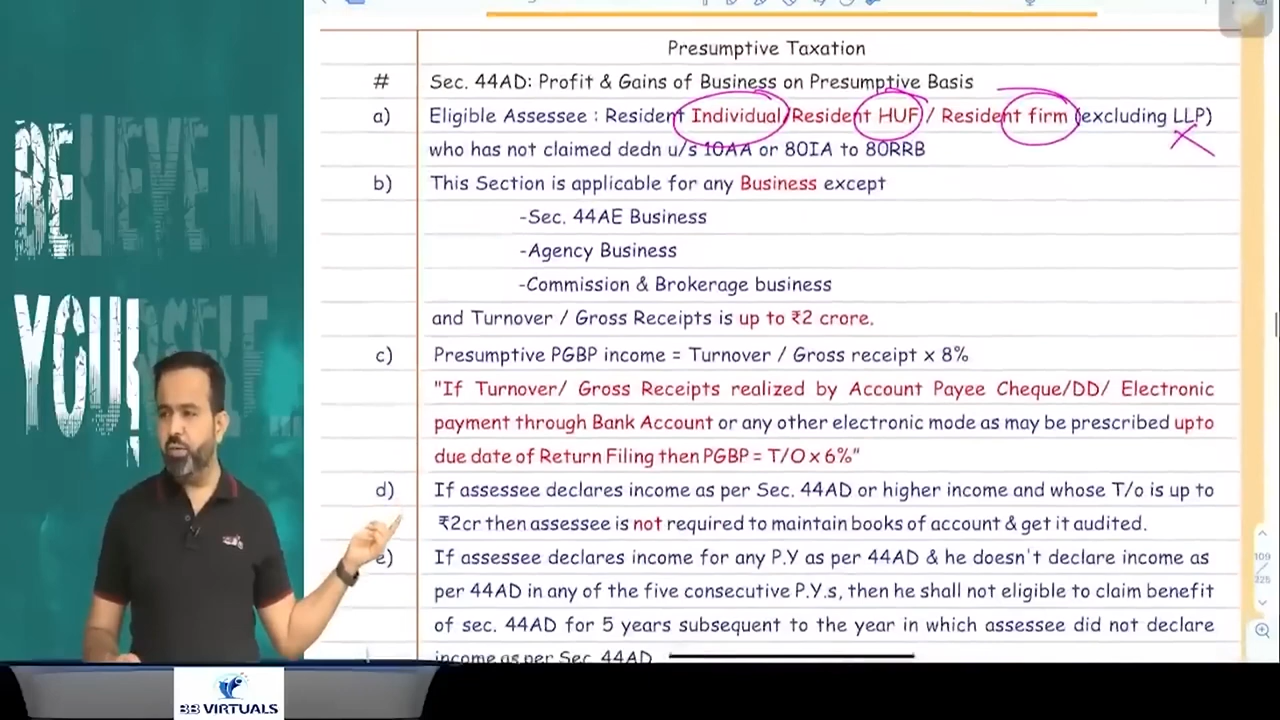 BELIEVE IN
YOURSELF...
Presumptive Taxation
# Sec. 44AD: Profit & Gains of Business on Presumptive Basis
a) Eligible Assessee : Resident Individual/Resident HUF / Resident firm (excluding LLP)
who has not claimed dedn u/s 10AA or 80IA to 80RRB
b) This Section is applicable for any Business except
-Sec. 44AE Business
-Agency Business
-Commission & Brokerage business
and Turnover / Gross Receipts is up to ₹2 crore.
c) Presumptive PGBP income = Turnover / Gross receipt x 8%
"If Turnover/ Gross Receipts realized by Account Payee Cheque/DD/ Electronic
payment through Bank Account or any other electronic mode as may be prescribed upto
due date of Return Filing then PGBP = T/O x 6%"
d) If assessee declares income as per Sec. 44AD or higher income and whose T/o is up to
₹2cr then assessee is not required to maintain books of account & get it audited.
e) If assessee declares income for any P.Y as per 44AD & he doesn't declare income as
per 44AD in any of the five consecutive P.Y.s, then he shall not eligible to claim benefit
of sec. 44AD for 5 years subsequent to the year in which assessee did not declare
income as per Sec. 44AD
109
/
225
BB VIRTUALS